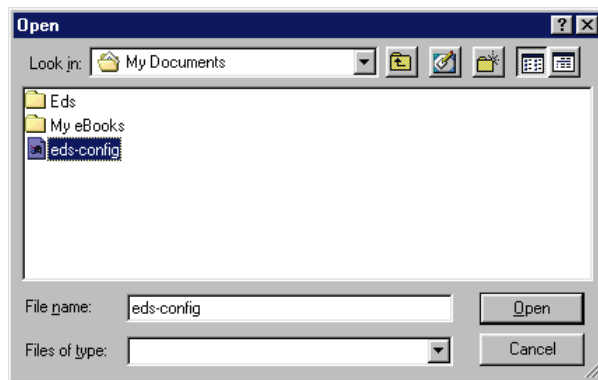 Open
Look in: My Documents
Eds
My eBooks
eds-config
File name: eds-config Open
Files of type: Cancel